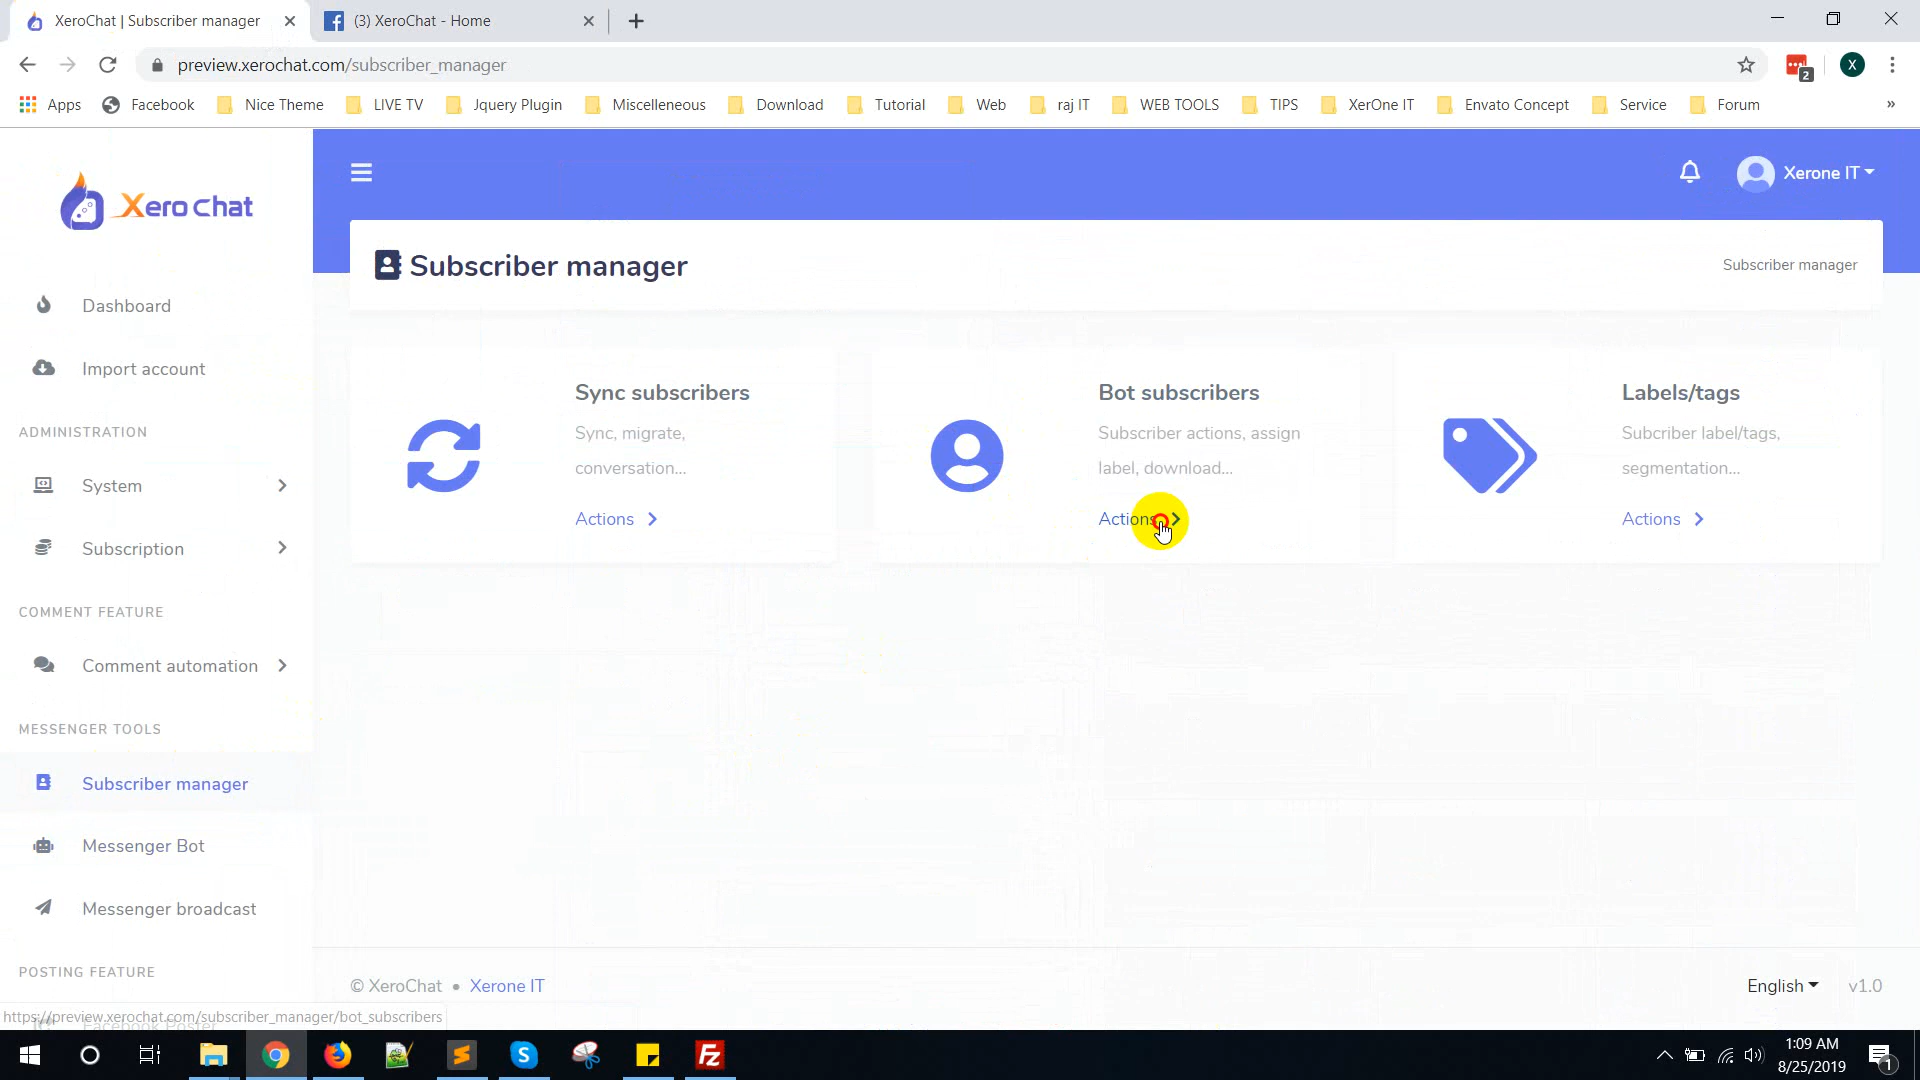 XeroChat | Subscriber manager
(3) XeroChat - Home
preview.xerochat.com/subscriber_manager
2
X
Apps
Facebook
Nice Theme
LIVE TV
Jquery Plugin
Miscelleneous
Download
Tutorial
Web
raj IT
WEB TOOLS
TIPS
XerOne IT
Envato Concept
Service
Forum
»
Xero Chat
Xerone IT
Subscriber manager
Subscriber manager
Dashboard
Import account
ADMINISTRATION
System
Subscription
COMMENT FEATURE
Comment automation
MESSENGER TOOLS
Subscriber manager
Messenger Bot
Messenger broadcast
POSTING FEATURE
Facebook Poster
Sync subscribers
Sync, migrate,
conversation...
Actions
Bot subscribers
Subscriber actions, assign
label, download...
Actions
Labels/tags
Subcriber label/tags,
segmentation...
Actions
© XeroChat • Xerone IT
English
v1.0
https://preview.xerochat.com/subscriber_manager/bot_subscribers
1:09 AM
8/25/2019
1